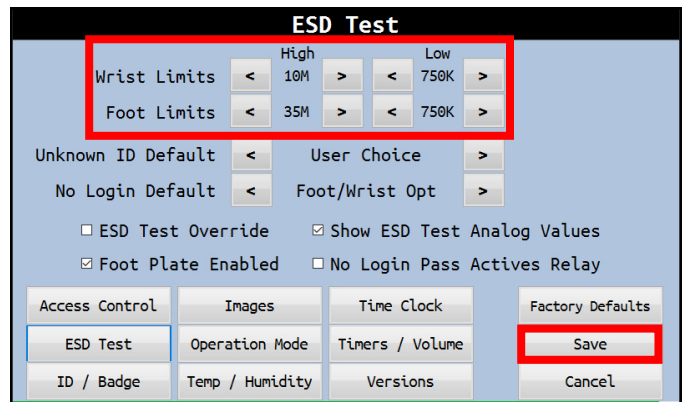 ESD Test
High Low
Wrist Limits < 10M > < 750K >
Foot Limits < 35M > < 750K >
Unknown ID Default < User Choice >
No Login Default < Foot/Wrist Opt >
ESD Test Override Show ESD Test Analog Values
Foot Plate Enabled No Login Pass Actives Relay
Access Control Images Time Clock Factory Defaults
ESD Test Operation Mode Timers / Volume Save
ID / Badge Temp / Humidity Versions Cancel